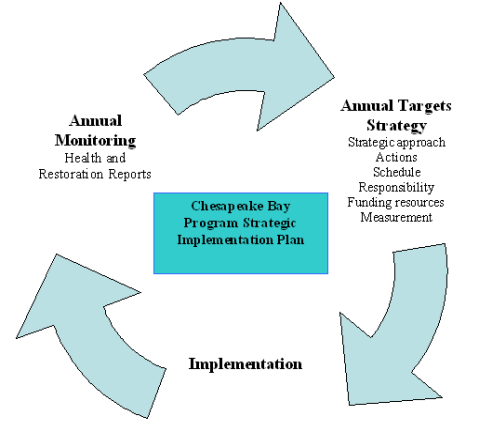 Annual
Monitoring
Health and
Restoration Reports
Annual Targets
Strategy
Strategic approach
Actions
Schedule
Responsibility
Funding resources
Measurement
Chesapeake Bay
Program Strategic
Implementation Plan
Implementation